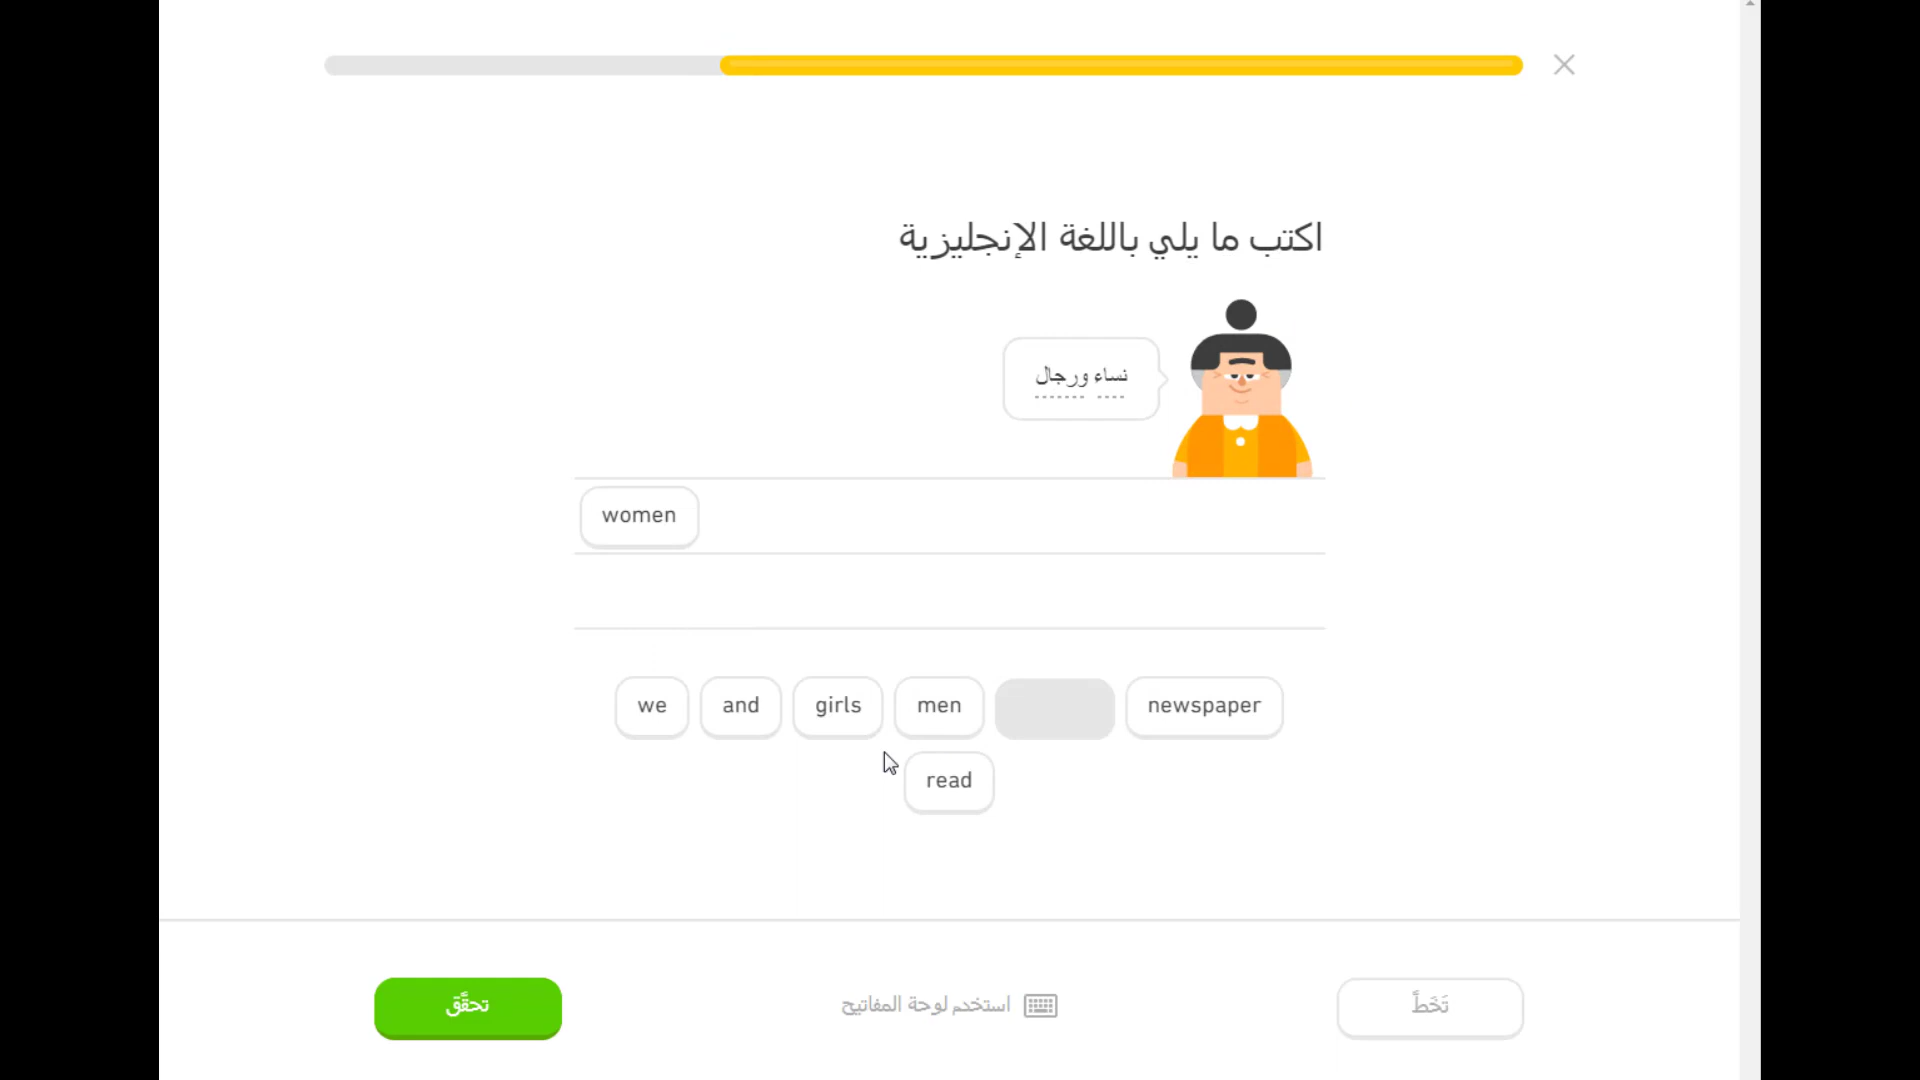 اكتب ما يلي باللغة الإنجليزية
نساء ورجال
women
we and girls men newspaper
read
تَخَطَّ
استخدم لوحة المفاتيح
تحقَّق